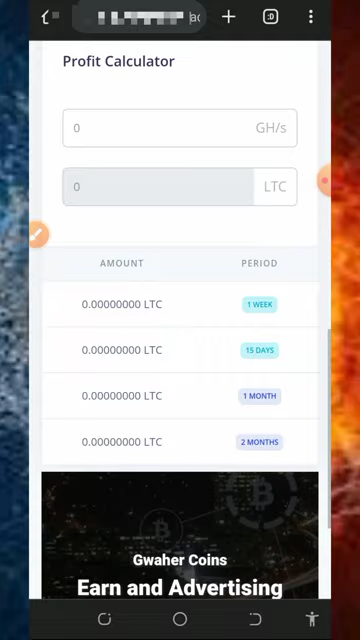 :D
Profit Calculator
0 GH/s
0 LTC
AMOUNT PERIOD
0.00000000 LTC 1 WEEK
0.00000000 LTC 15 DAYS
0.00000000 LTC 1 MONTH
0.00000000 LTC 2 MONTHS
Gwaher Coins
Earn and Advertising